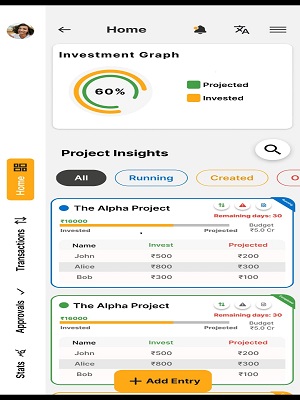 Home
Investment Graph
60%
Projected
Invested
Project Insights
All Running Created
The Alpha Project
Remaining days: 30
₹16000
Invested Projected Budget
₹5.0 Cr
Name Invest Projected
John ₹500 ₹200
Alice ₹800 ₹300
Bob ₹300 ₹100
The Alpha Project
Remaining days: 30
₹16000
Invested Projected Budget
₹5.0 Cr
Name Invest Projected
John ₹500 ₹200
Alice ₹800 ₹300
Bob ₹100
+ Add Entry
Home
Transactions
Approvals
Stats